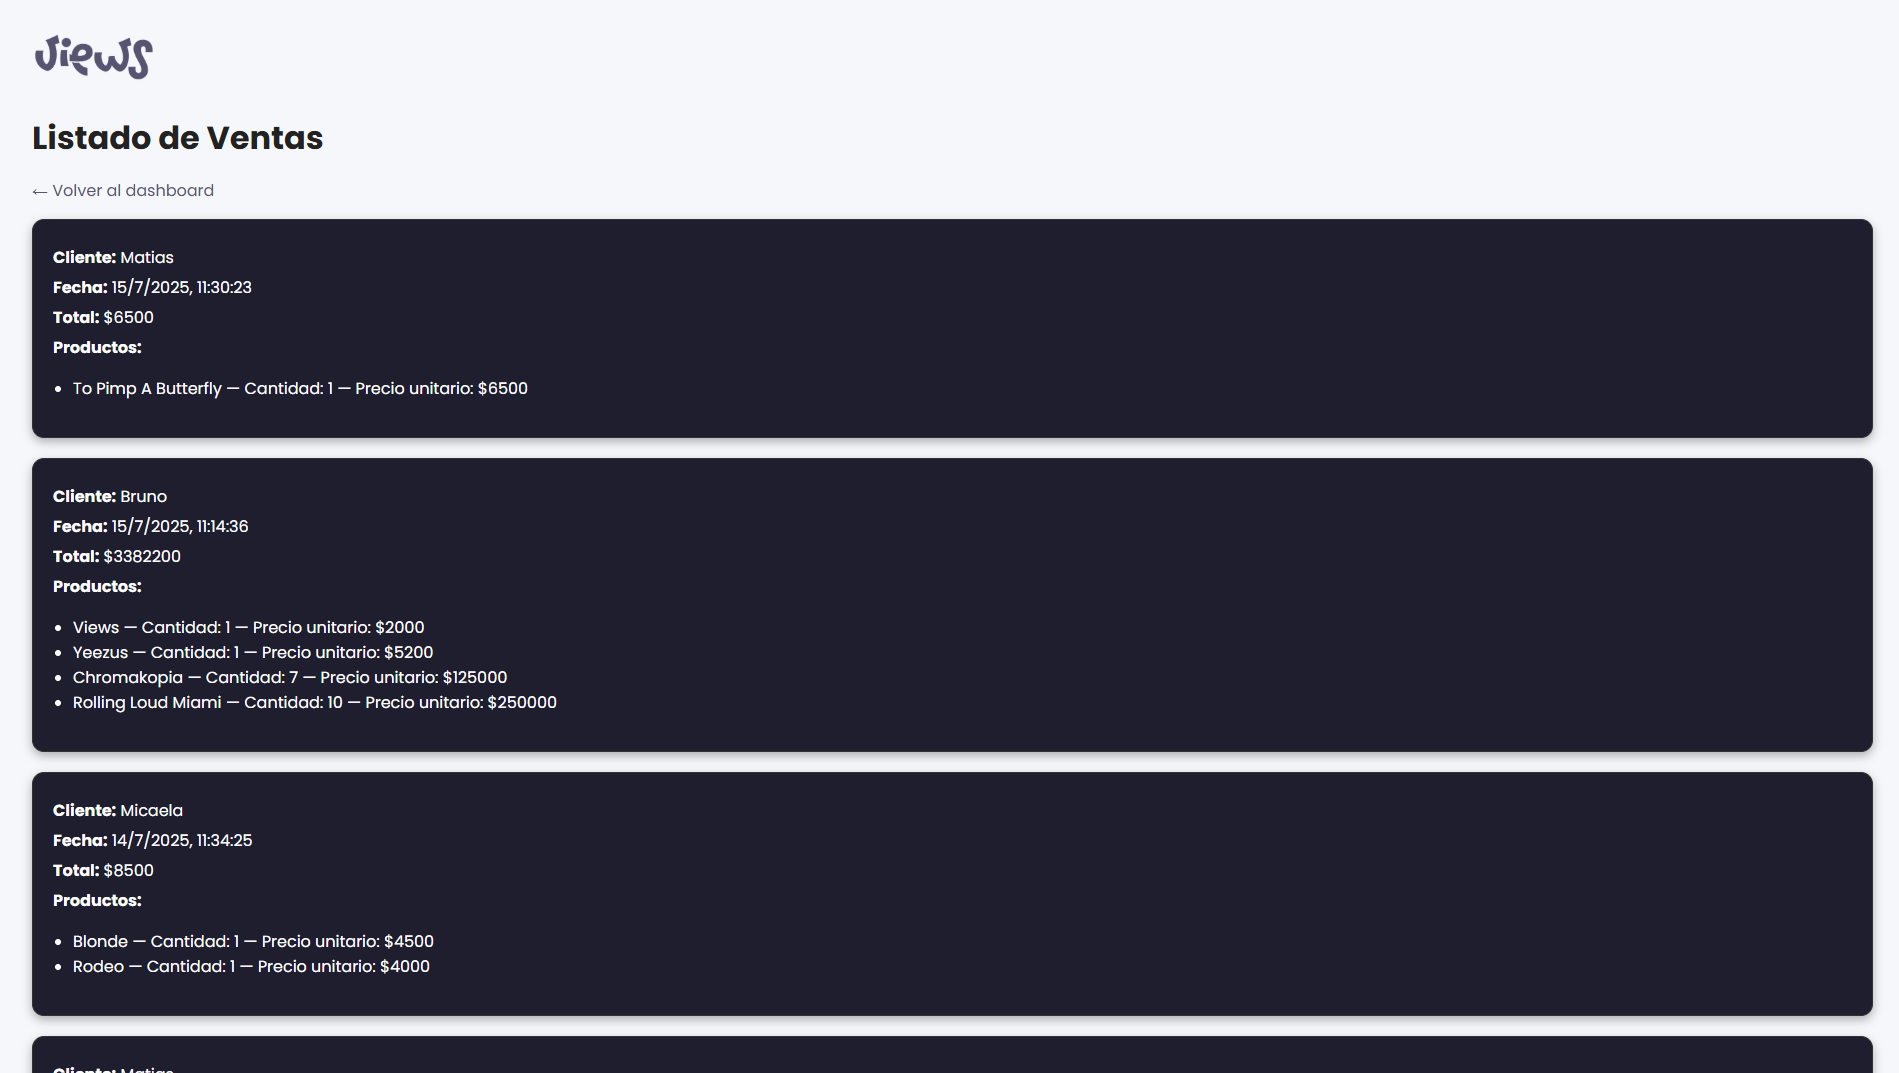 views
Listado de Ventas
← Volver al dashboard
Cliente: Matias
Fecha: 15/7/2025, 11:30:23
Total: $6500
Productos:
• To Pimp A Butterfly — Cantidad: 1 — Precio unitario: $6500
Cliente: Bruno
Fecha: 15/7/2025, 11:14:36
Total: $3382200
Productos:
• Views — Cantidad: 1 — Precio unitario: $2000
• Yeezus — Cantidad: 1 — Precio unitario: $5200
• Chromakopia — Cantidad: 7 — Precio unitario: $125000
• Rolling Loud Miami — Cantidad: 10 — Precio unitario: $250000
Cliente: Micaela
Fecha: 14/7/2025, 11:34:25
Total: $8500
Productos:
• Blonde — Cantidad: 1 — Precio unitario: $4500
• Rodeo — Cantidad: 1 — Precio unitario: $4000
Cliente: Matias